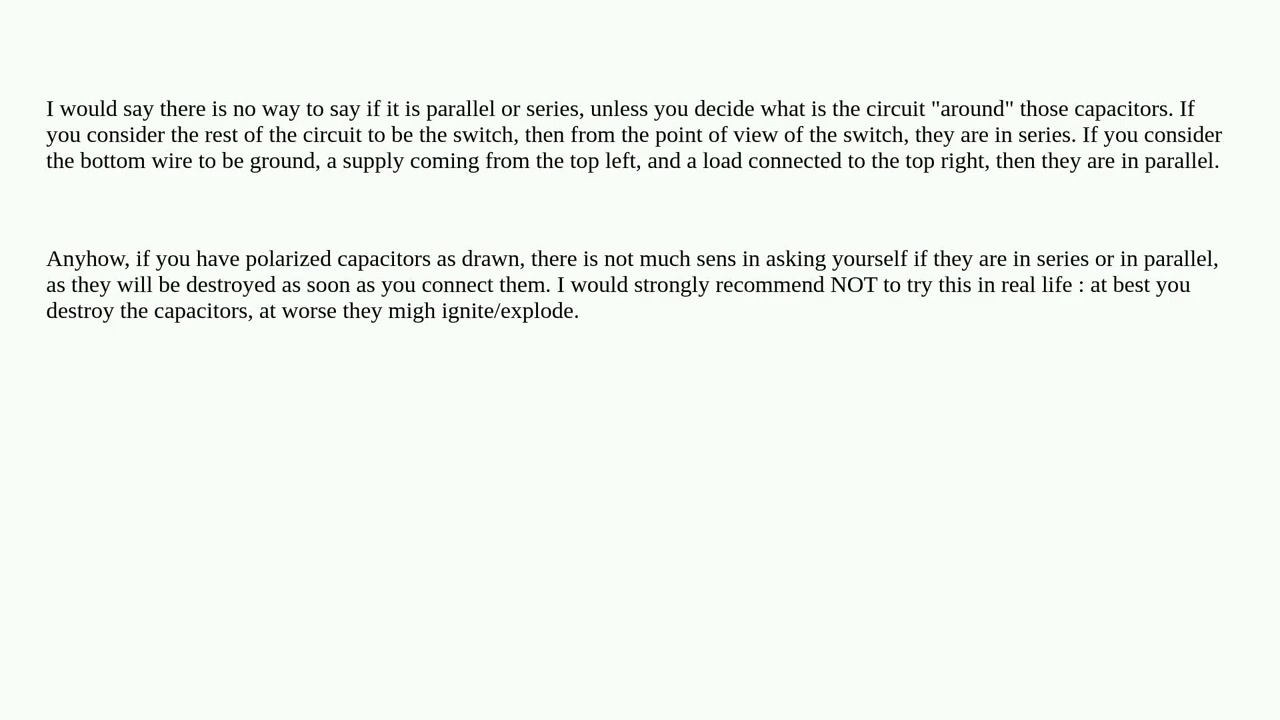 I would say there is no way to say if it is parallel or series, unless you decide what is the circuit "around" those capacitors. If
you consider the rest of the circuit to be the switch, then from the point of view of the switch, they are in series. If you consider
the bottom wire to be ground, a supply coming from the top left, and a load connected to the top right, then they are in parallel.
Anyhow, if you have polarized capacitors as drawn, there is not much sens in asking yourself if they are in series or in parallel,
as they will be destroyed as soon as you connect them. I would strongly recommend NOT to try this in real life : at best you
destroy the capacitors, at worse they migh ignite/explode.